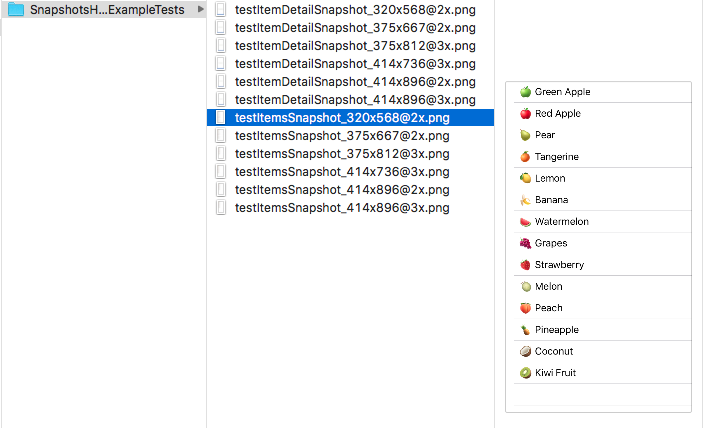 SnapshotsH...ExampleTests
testItemDetailSnapshot_320x568@2x.png
testItemDetailSnapshot_375x667@2x.png
testItemDetailSnapshot_375x812@3x.png
testItemDetailSnapshot_414x736@3x.png
testItemDetailSnapshot_414x896@2x.png
testItemDetailSnapshot_414x896@3x.png
testItemsSnapshot_320x568@2x.png
testItemsSnapshot_375x667@2x.png
testItemsSnapshot_375x812@3x.png
testItemsSnapshot_414x736@3x.png
testItemsSnapshot_414x896@2x.png
testItemsSnapshot_414x896@3x.png
Green Apple
Red Apple
Pear
Tangerine
Lemon
Banana
Watermelon
Grapes
Strawberry
Melon
Peach
Pineapple
Coconut
Kiwi Fruit